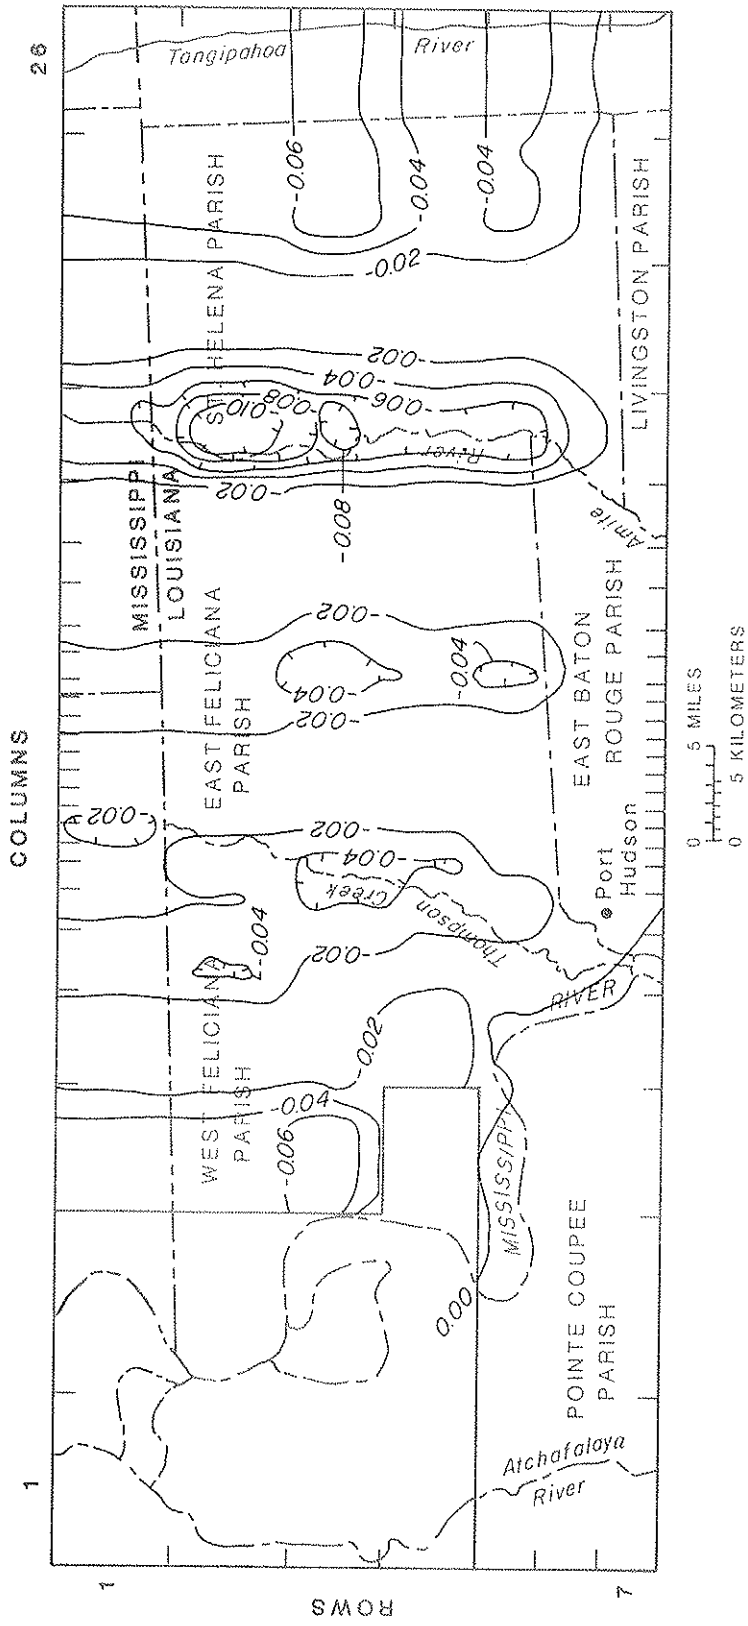 COLUMNS
1
26
ROWS
1
7
MISSISSIPPI
LOUISIANA
Tangipahoa
River
ST. HELENA PARISH
LIVINGSTON PARISH
EAST FELICIANA
PARISH
EAST BATON
ROUGE PARISH
WEST FELICIANA
PARISH
POINTE COUPEE
PARISH
Port
Hudson
Thompson
Creek
Amite
River
MISSISSIPPI
RIVER
Atchafalaya
River
-0.06
-0.04
-0.04
-0.02
-0.02
-0.04
-0.06
-0.08
-0.10
-0.08
-0.02
-0.02
-0.04
-0.02
-0.04
-0.02
-0.02
-0.04
-0.04
-0.02
-0.02
-0.04
-0.06
0.00
0 5 MILES
0 5 KILOMETERS